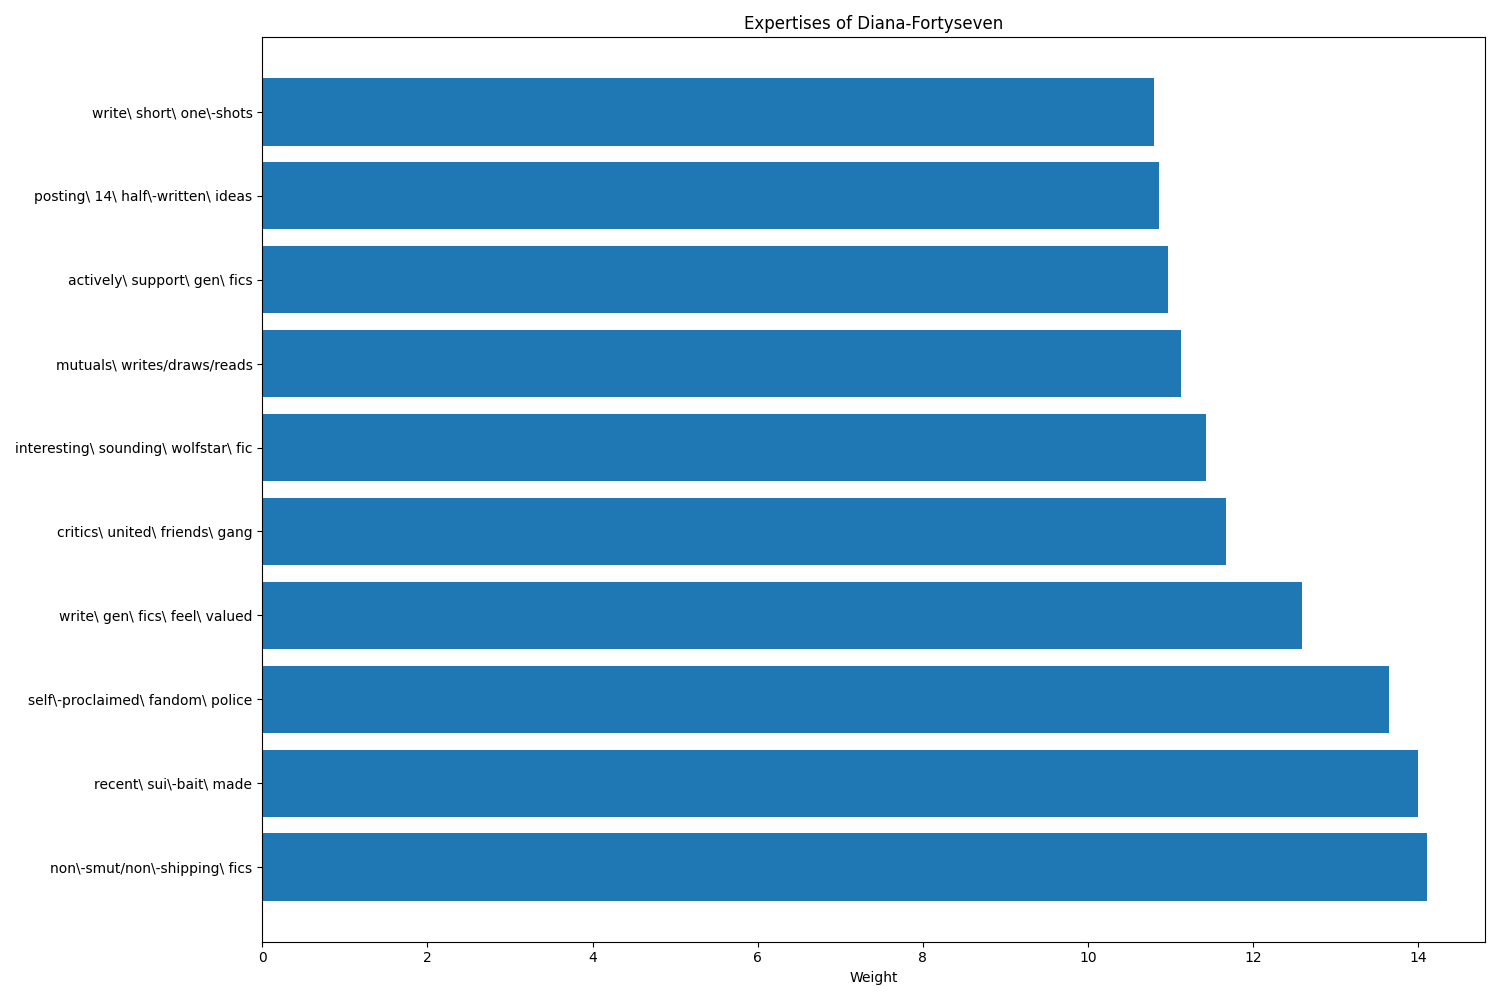 Expertises of Diana-Fortyseven
write\ short\ one\-shots
posting\ 14\ half\-written\ ideas
actively\ support\ gen\ fics
mutuals\ writes/draws/reads
interesting\ sounding\ wolfstar\ fic
critics\ united\ friends\ gang
write\ gen\ fics\ feel\ valued
self\-proclaimed\ fandom\ police
recent\ sui\-bait\ made
non\-smut/non\-shipping\ fics
0 2 4 6 8 10 12 14
Weight